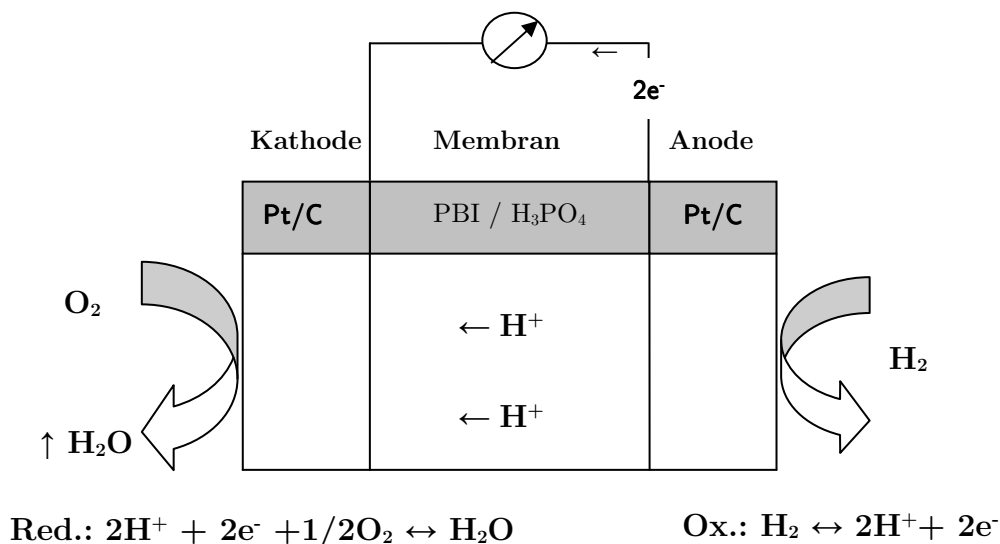 ←
2e⁻
Kathode Membran Anode
Pt/C PBI / H₃PO₄ Pt/C
O₂
← H⁺
H₂
← H⁺
↑ H₂O
Red.: 2H⁺ + 2e⁻ +1/2O₂ ↔ H₂O Ox.: H₂ ↔ 2H⁺+ 2e⁻